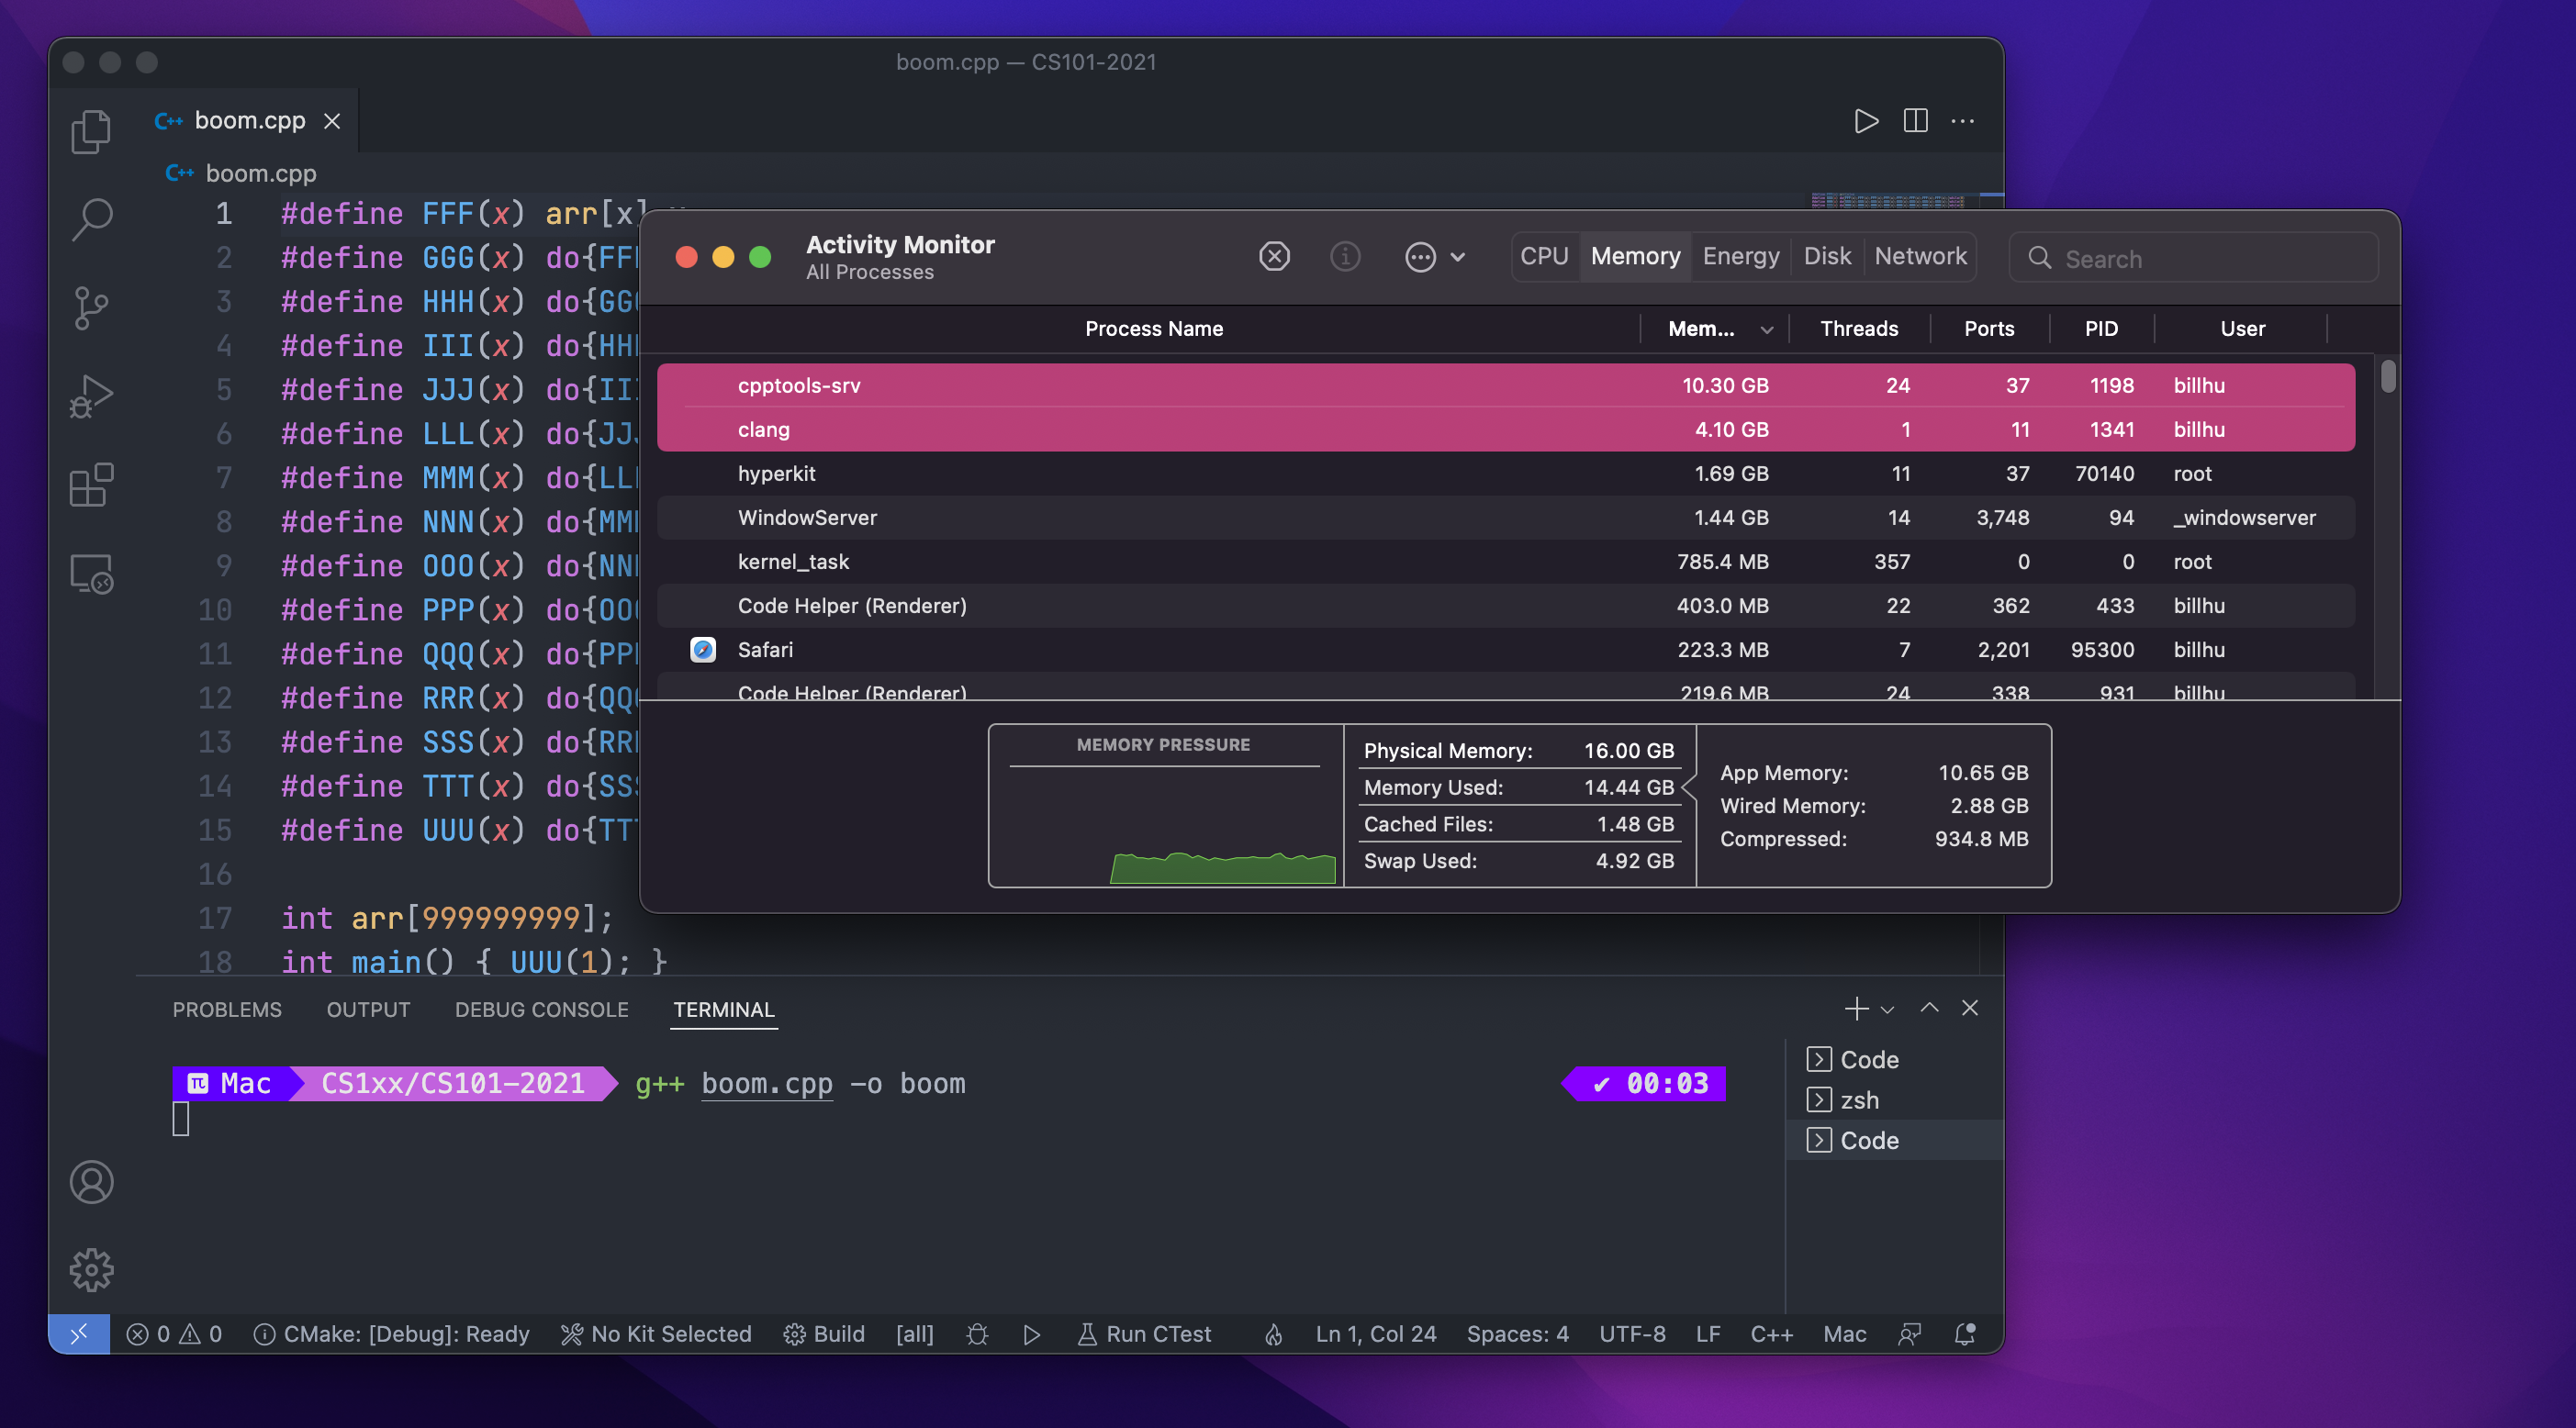 boom.cpp — CS101-2021
C++ boom.cpp
C++ boom.cpp
1 #define FFF(x) arr[x]
2 #define GGG(x) do{FF
3 #define HHH(x) do{GG
4 #define III(x) do{HH
5 #define JJJ(x) do{II
6 #define LLL(x) do{JJ
7 #define MMM(x) do{LL
8 #define NNN(x) do{MM
9 #define OOO(x) do{NN
10 #define PPP(x) do{OO
11 #define QQQ(x) do{PP
12 #define RRR(x) do{QQ
13 #define SSS(x) do{RR
14 #define TTT(x) do{SS
15 #define UUU(x) do{TT
16
17 int arr[999999999];
18 int main() { UUU(1); }
Activity Monitor
All Processes
CPU Memory Energy Disk Network
Search
Process Name Mem... Threads Ports PID User
cpptools-srv 10.30 GB 24 37 1198 billhu
clang 4.10 GB 1 11 1341 billhu
hyperkit 1.69 GB 11 37 70140 root
WindowServer 1.44 GB 14 3,748 94 _windowserver
kernel_task 785.4 MB 357 0 0 root
Code Helper (Renderer) 403.0 MB 22 362 433 billhu
Safari 223.3 MB 7 2,201 95300 billhu
Code Helper (Renderer) 219.6 MB 24 338 931 billhu
MEMORY PRESSURE
Physical Memory: 16.00 GB
Memory Used: 14.44 GB
Cached Files: 1.48 GB
Swap Used: 4.92 GB
App Memory: 10.65 GB
Wired Memory: 2.88 GB
Compressed: 934.8 MB
PROBLEMS OUTPUT DEBUG CONSOLE TERMINAL
π Mac CS1xx/CS101-2021 g++ boom.cpp -o boom ✔ 00:03
Code
zsh
Code
0 0 CMake: [Debug]: Ready No Kit Selected Build [all] Run CTest Ln 1, Col 24 Spaces: 4 UTF-8 LF C++ Mac